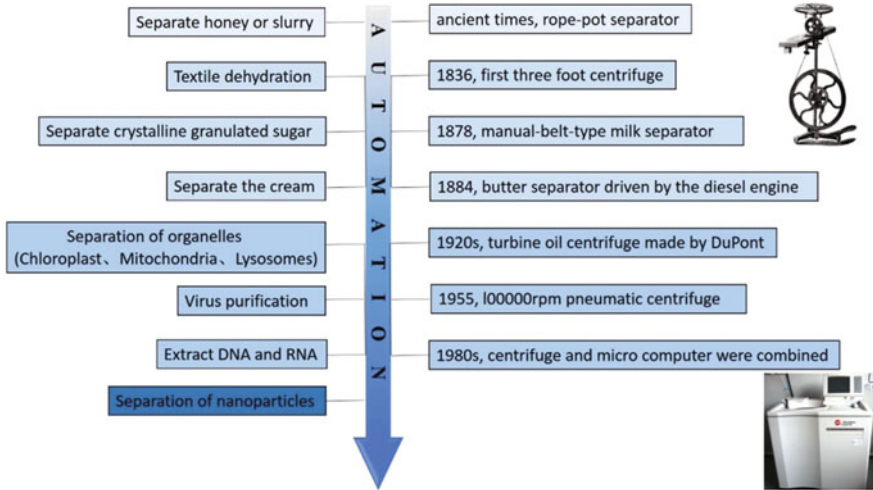 Separate honey or slurry
ancient times, rope-pot separator
Textile dehydration
1836, first three foot centrifuge
Separate crystalline granulated sugar
1878, manual-belt-type milk separator
Separate the cream
1884, butter separator driven by the diesel engine
Separation of organelles
(Chloroplast、Mitochondria、Lysosomes)
1920s, turbine oil centrifuge made by DuPont
Virus purification
1955, l00000rpm pneumatic centrifuge
Extract DNA and RNA
1980s, centrifuge and micro computer were combined
Separation of nanoparticles
AUTOMATION